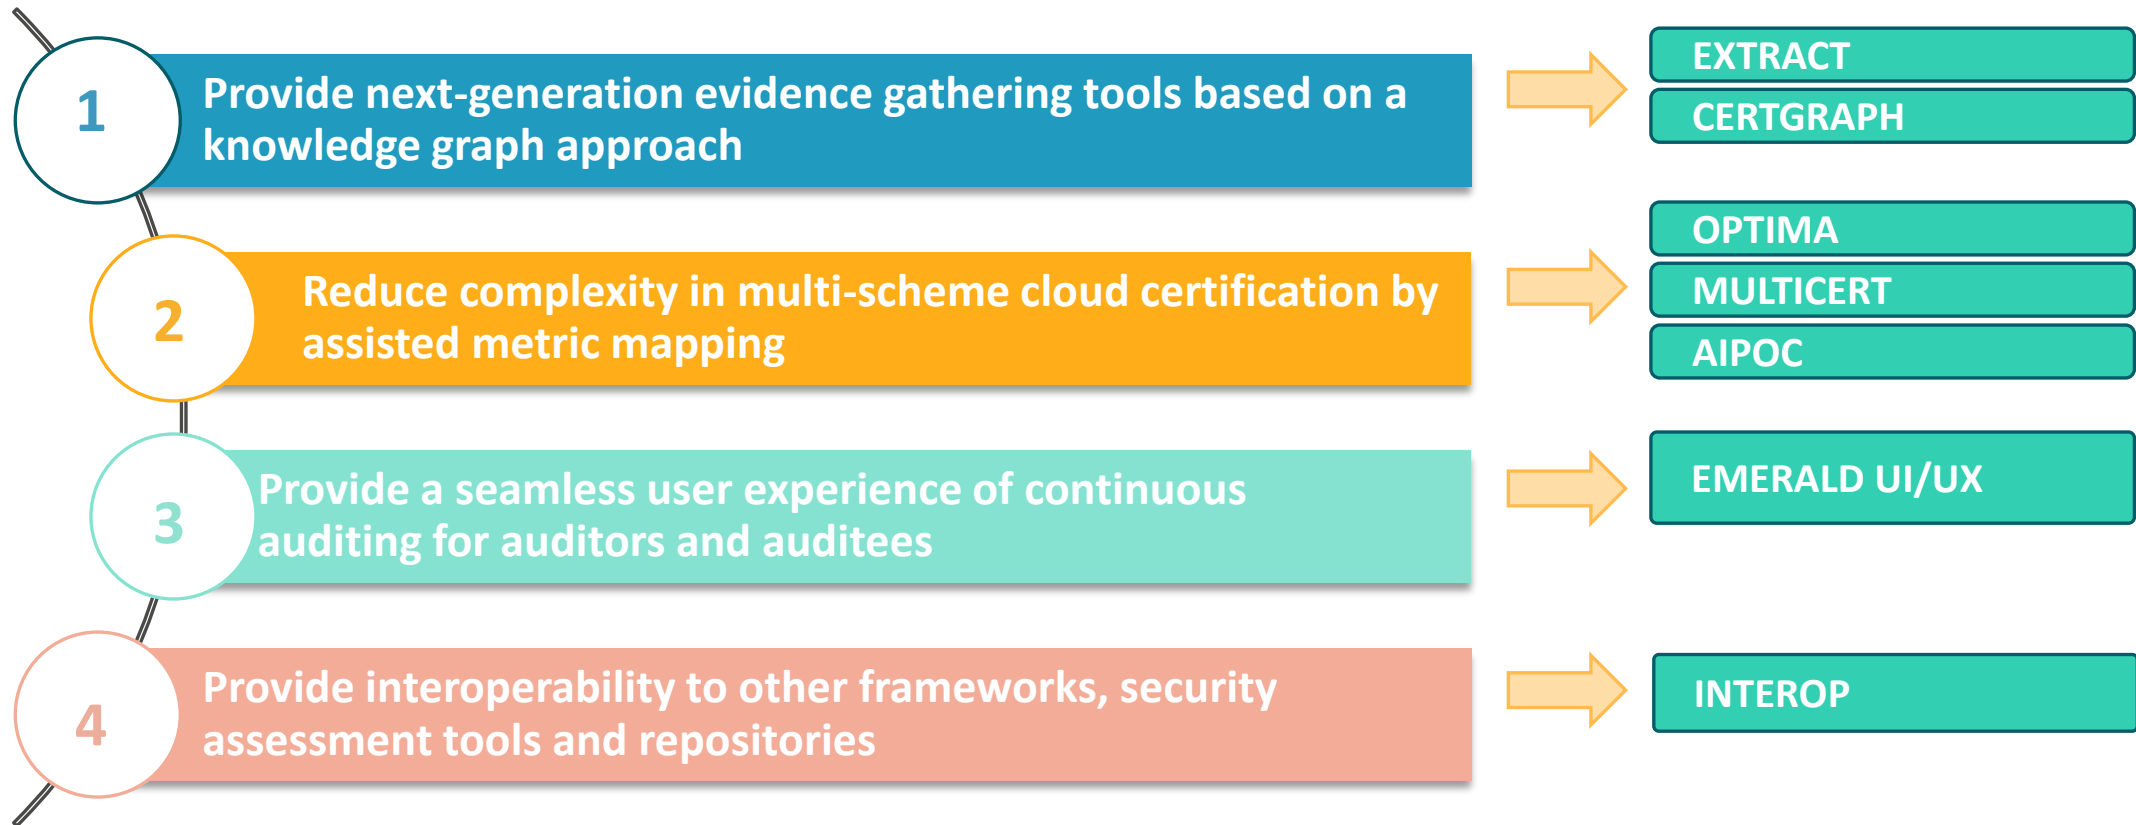 1
Provide next-generation evidence gathering tools based on a
knowledge graph approach
EXTRACT
CERTGRAPH
2
Reduce complexity in multi-scheme cloud certification by
assisted metric mapping
OPTIMA
MULTICERT
AIPOC
3
Provide a seamless user experience of continuous
auditing for auditors and auditees
EMERALD UI/UX
4
Provide interoperability to other frameworks, security
assessment tools and repositories
INTEROP